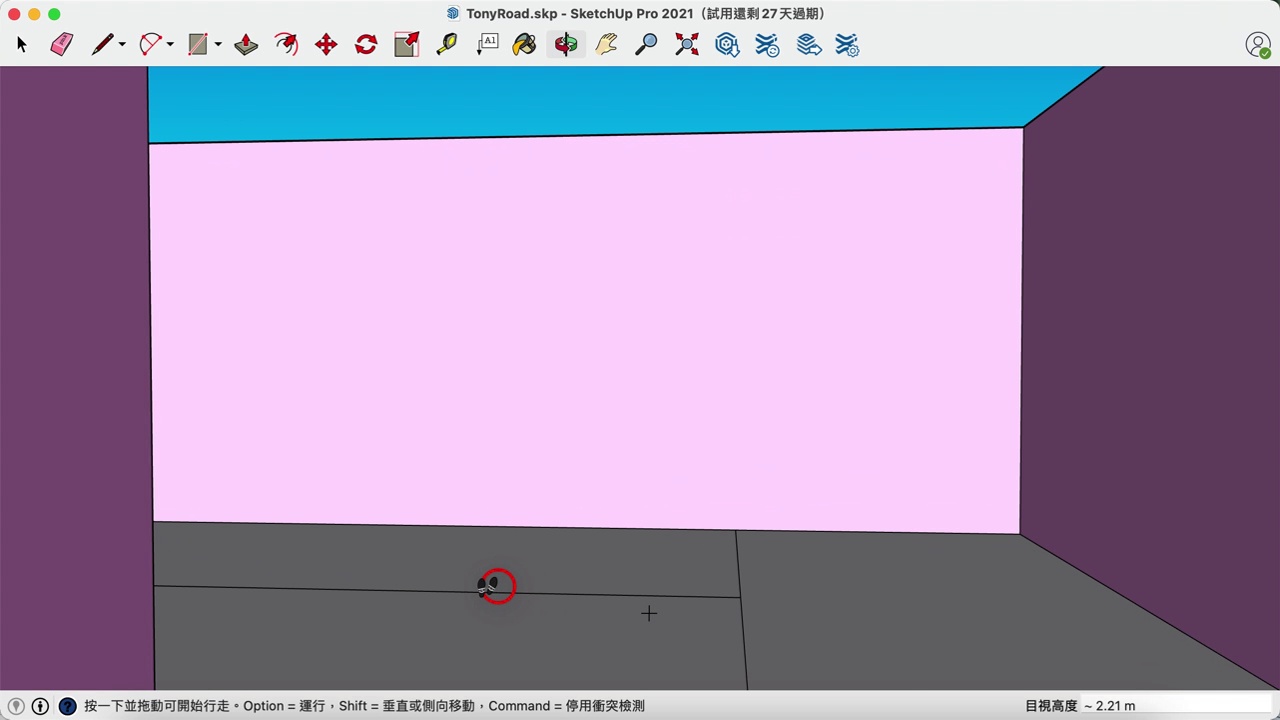 TonyRoad.skp - SketchUp Pro 2021（試用還剩 27 天過期）
A1
按一下並拖動可開始行走。Option = 運行，Shift = 垂直或側向移動，Command = 停用衝突檢測
目視高度 ~ 2.21 m